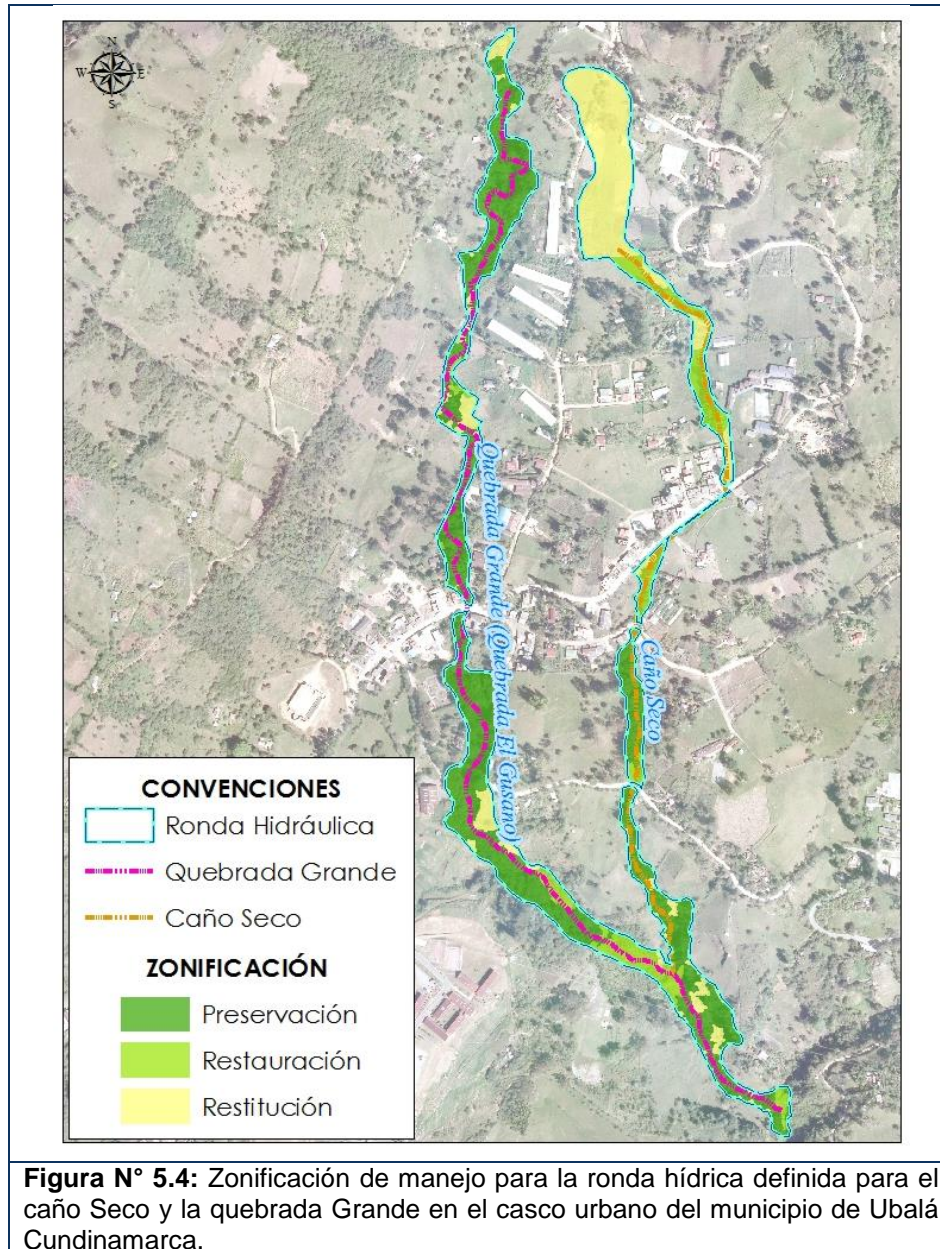 N
W E
S
Quebrada Grande (Quebrada El Gusano)
Caño Seco
CONVENCIONES
Ronda Hidráulica
Quebrada Grande
Caño Seco
ZONIFICACIÓN
Preservación
Restauración
Restitución
Figura N° 5.4: Zonificación de manejo para la ronda hídrica definida para el
caño Seco y la quebrada Grande en el casco urbano del municipio de Ubalá
Cundinamarca.